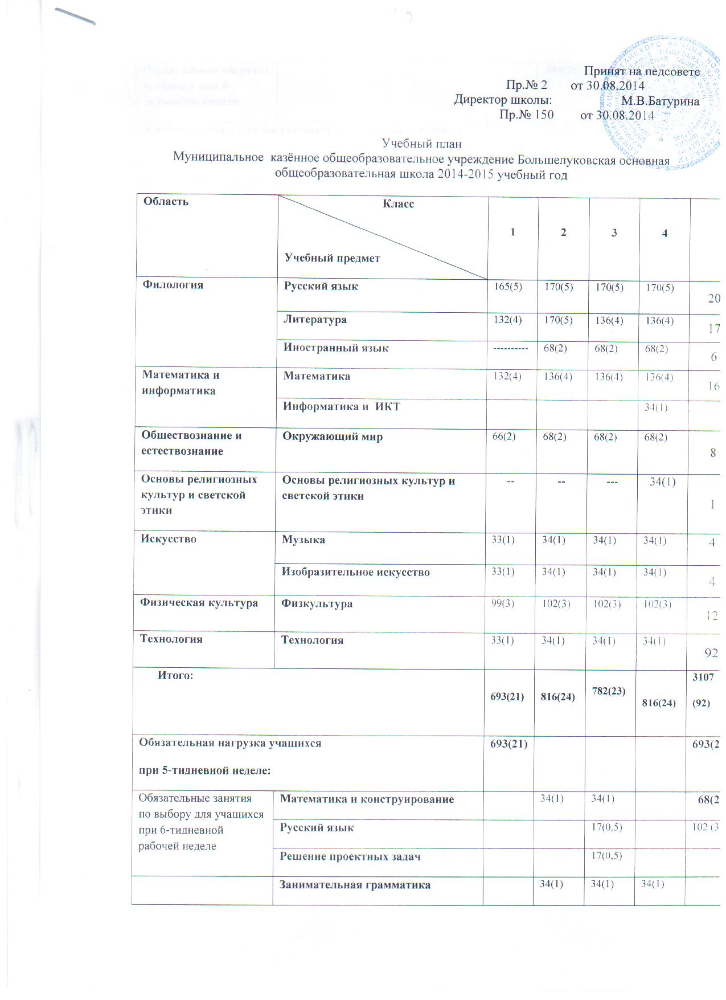 Принят на педсовете
Пр.№ 2 от 30.08.2014
Директор школы: М.В.Батурина
Пр.№ 150 от 30.08.2014
Учебный план
Муниципальное казённое общеобразовательное учреждение Большелуковская основная
общеобразовательная школа 2014-2015 учебный год
Область
Класс
Учебный предмет
1 2 3 4
Филология Русский язык 165(5) 170(5) 170(5) 170(5) 20
Литература 132(4) 170(5) 136(4) 136(4) 17
Иностранный язык ---------- 68(2) 68(2) 68(2) 6
Математика и
информатика
Математика 132(4) 136(4) 136(4) 136(4) 16
Информатика и ИКТ 34(1)
Обществознание и
естествознание
Окружающий мир 66(2) 68(2) 68(2) 68(2) 8
Основы религиозных
культур и светской
этики
Основы религиозных культур и
светской этики
-- -- --- 34(1) 1
Искусство Музыка 33(1) 34(1) 34(1) 34(1) 4
Изобразительное искусство 33(1) 34(1) 34(1) 34(1) 4
Физическая культура Физкультура 99(3) 102(3) 102(3) 102(3) 12
Технология Технология 33(1) 34(1) 34(1) 34(1) 92
Итого: 693(21) 816(24) 782(23) 816(24) 3107
(92)
Обязательная нагрузка учащихся
при 5-тидневной неделе:
693(21) 693(2
Обязательные занятия
по выбору для учащихся
при 6-тидневной
рабочей неделе
Математика и конструирование 34(1) 34(1) 68(2
Русский язык 17(0,5) 102 (3
Решение проектных задач 17(0,5)
Занимательная грамматика 34(1) 34(1) 34(1)